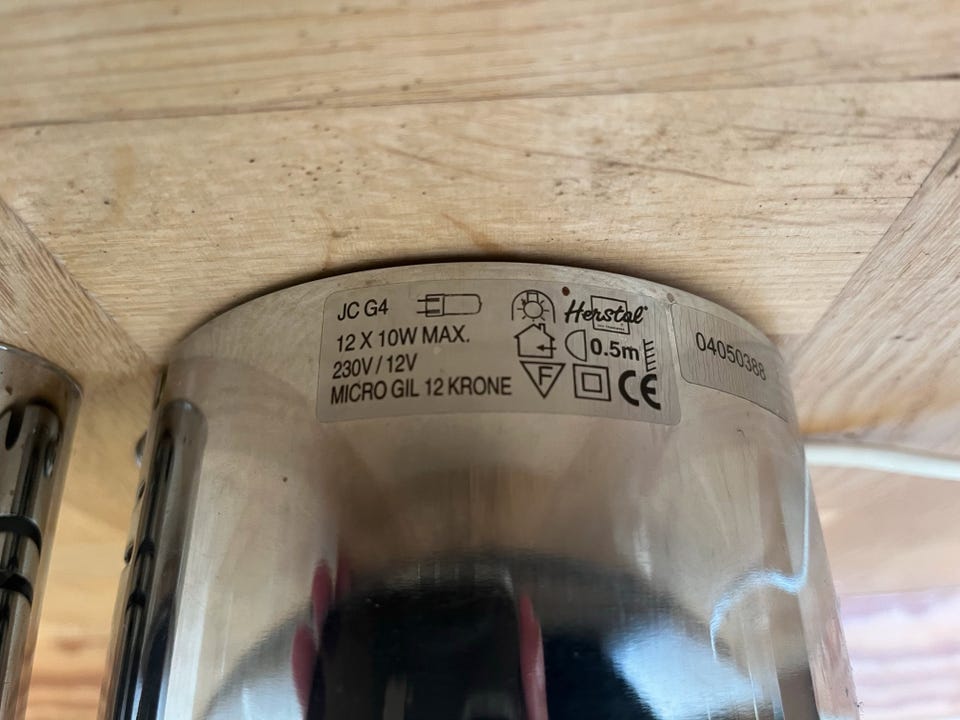 JC G4
12 X 10W MAX.
230V / 12V
MICRO GIL 12 KRONE
Herstal
0.5m
F
CE
04050388